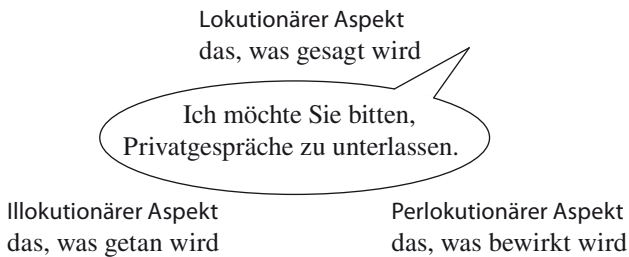 Lokutionärer Aspekt
das, was gesagt wird
Ich möchte Sie bitten,
Privatgespräche zu unterlassen.
Illokutionärer Aspekt
das, was getan wird
Perlokutionärer Aspekt
das, was bewirkt wird